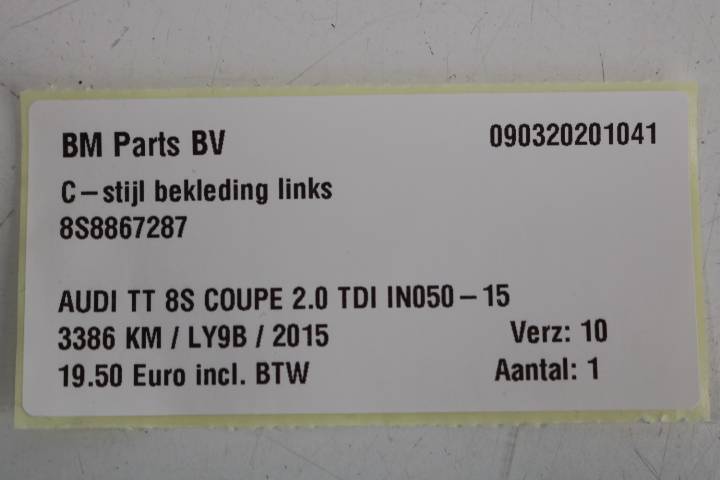 BM Parts BV 090320201041
C-stijl bekleding links
8S8867287
AUDI TT 8S COUPE 2.0 TDI IN050-15
3386 KM / LY9B / 2015 Verz: 10
19.50 Euro incl. BTW Aantal: 1